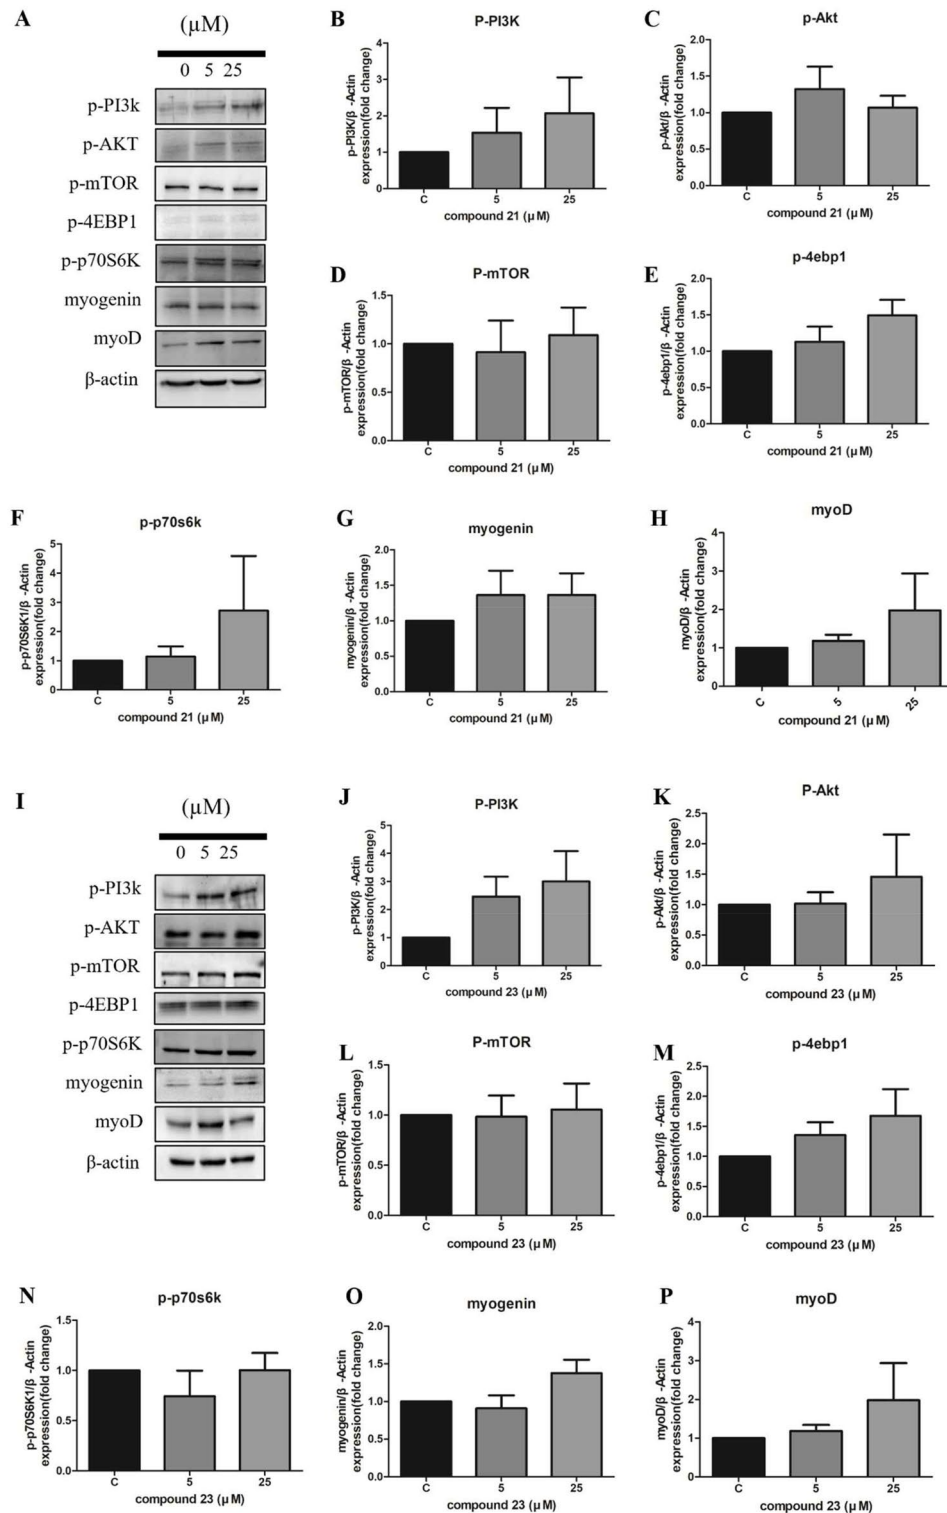 A
(µM)
0 5 25
p-PI3k
p-AKT
p-mTOR
p-4EBP1
p-p70S6K
myogenin
myoD
β-actin
B
P-PI3K
p-PI3K/β -Actin
expression(fold change)
4
3
2
1
0
C 5 25
compound 21 (µM)
C
p-Akt
p-Akt/β -Actin
expression(fold change)
2.0
1.5
1.0
0.5
0.0
C 5 25
compound 21 (µM)
D
P-mTOR
p-mTOR/β -Actin
expression(fold change)
1.5
1.0
0.5
0.0
C 5 25
compound 21 (µM)
E
p-4ebp1
p-4ebp1/β -Actin
expression(fold change)
2.0
1.5
1.0
0.5
0.0
C 5 25
compound 21 (µM)
F
p-p70s6k
p-p70S6K1/β -Actin
expression(fold change)
5
4
3
2
1
0
C 5 25
compound 21 (µM)
G
myogenin
myogenin/β -Actin
expression(fold change)
2.0
1.5
1.0
0.5
0.0
C 5 25
compound 21 (µM)
H
myoD
myoD/β -Actin
expression(fold change)
4
3
2
1
0
C 5 25
compound 21 (µM)
I
(µM)
0 5 25
p-PI3k
p-AKT
p-mTOR
p-4EBP1
p-p70S6K
myogenin
myoD
β-actin
J
P-PI3K
p-PI3K/β -Actin
expression(fold change)
5
4
3
2
1
0
C 5 25
compound 23 (µM)
K
P-Akt
p-Akt/β -Actin
expression(fold change)
2.5
2.0
1.5
1.0
0.5
0.0
C 5 25
compound 23 (µM)
L
P-mTOR
p-mTOR/β -Actin
expression(fold change)
1.5
1.0
0.5
0.0
C 5 25
compound 23 (µM)
M
p-4ebp1
p-4ebp1/β -Actin
expression(fold change)
2.5
2.0
1.5
1.0
0.5
0.0
C 5 25
compound 23 (µM)
N
p-p70s6k
p-p70S6K1/β -Actin
expression(fold change)
1.5
1.0
0.5
0.0
C 5 25
compound 23 (µM)
O
myogenin
myogenin/β -Actin
expression(fold change)
2.0
1.5
1.0
0.5
0.0
C 5 25
compound 23 (µM)
P
myoD
myoD/β -Actin
expression(fold change)
4
3
2
1
0
C 5 25
compound 23 (µM)